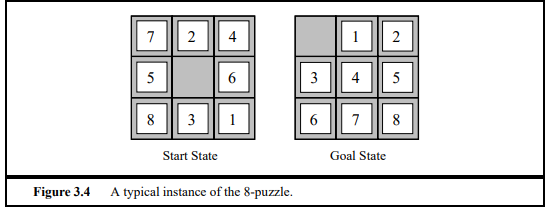 7 2 4 1 2
5 6 3 4 5
8 3 1 6 7 8
Start State Goal State
Figure 3.4 A typical instance of the 8-puzzle.